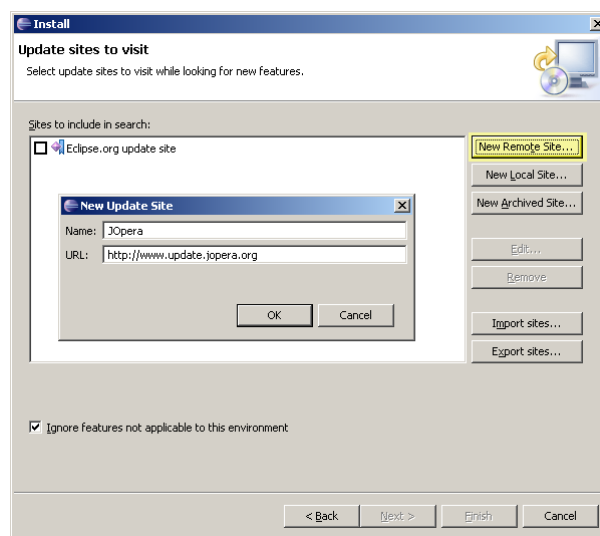 Install
Update sites to visit
Select update sites to visit while looking for new features.
Sites to include in search:
Eclipse.org update site
New Remote Site...
New Local Site...
New Archived Site...
Edit...
Remove
Import sites...
Export sites...
New Update Site
Name: JOpera
URL: http://www.update.jopera.org
OK Cancel
Ignore features not applicable to this environment
< Back Next > Finish Cancel